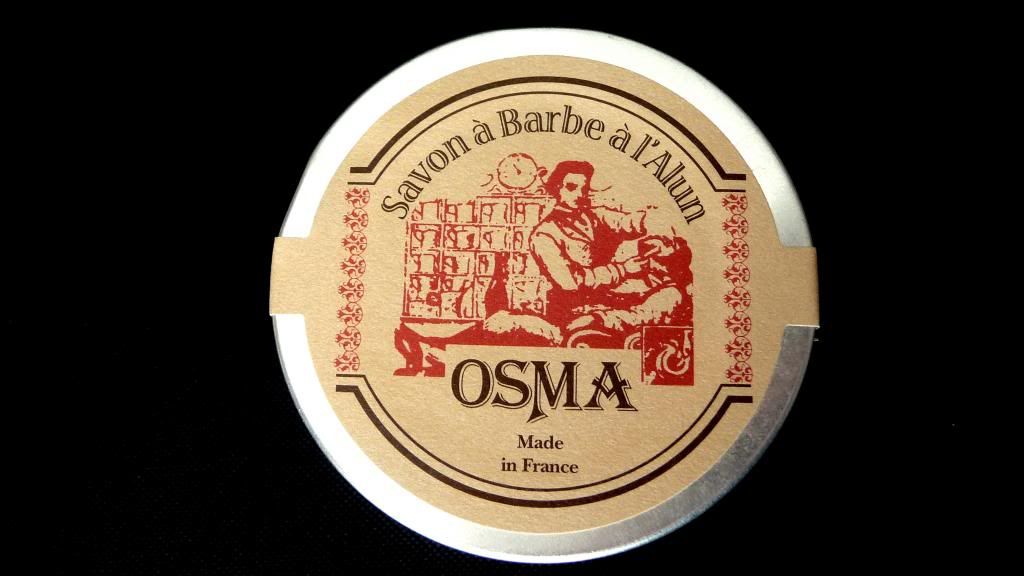 Savon à Barbe à l'Alun
OSMA
Made
in France